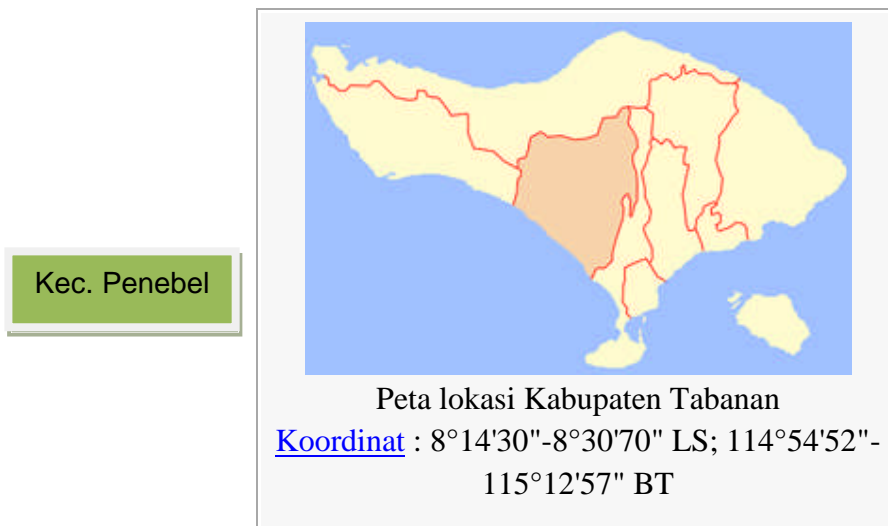 Kec. Penebel
Peta lokasi Kabupaten Tabanan
Koordinat : 8°14'30"-8°30'70" LS; 114°54'52"-
115°12'57" BT